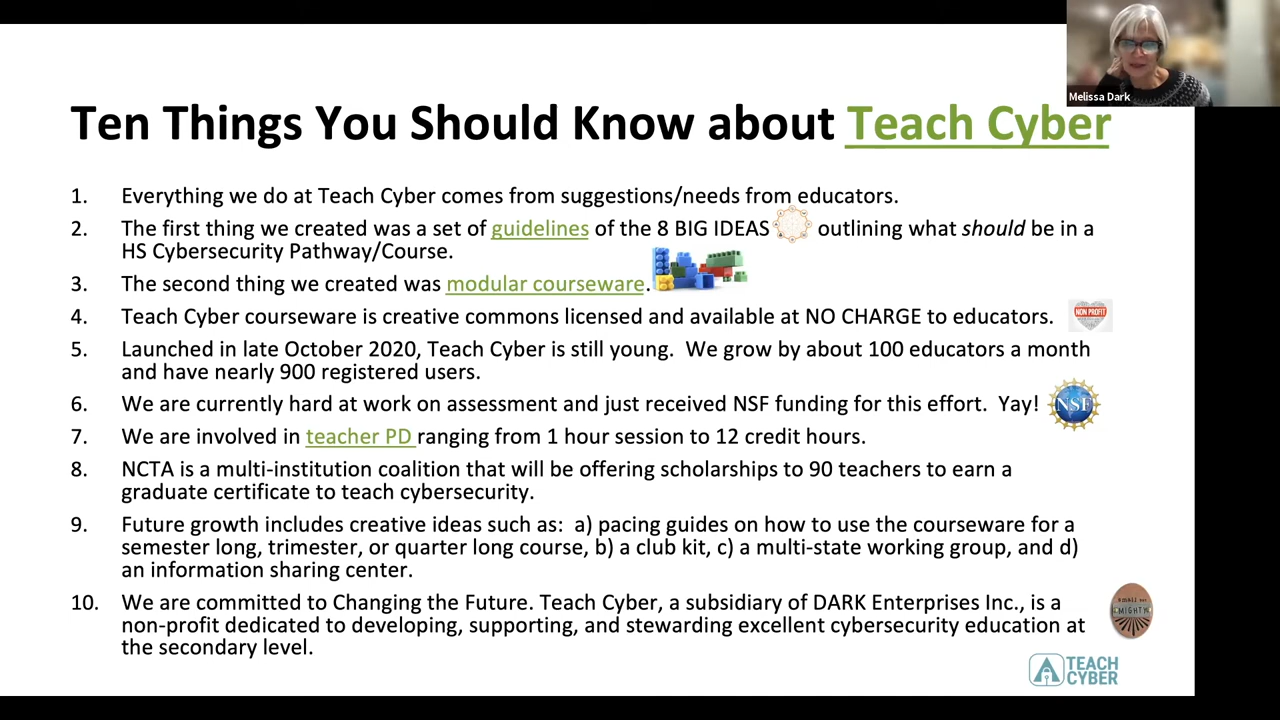 Melissa Dark
Ten Things You Should Know about Teach Cyber
1. Everything we do at Teach Cyber comes from suggestions/needs from educators.
2. The first thing we created was a set of guidelines of the 8 BIG IDEAS outlining what should be in a
HS Cybersecurity Pathway/Course.
3. The second thing we created was modular courseware.
4. Teach Cyber courseware is creative commons licensed and available at NO CHARGE to educators.
NON PROFIT
5. Launched in late October 2020, Teach Cyber is still young. We grow by about 100 educators a month
and have nearly 900 registered users.
6. We are currently hard at work on assessment and just received NSF funding for this effort. Yay!
NSF
7. We are involved in teacher PD ranging from 1 hour session to 12 credit hours.
8. NCTA is a multi-institution coalition that will be offering scholarships to 90 teachers to earn a
graduate certificate to teach cybersecurity.
9. Future growth includes creative ideas such as: a) pacing guides on how to use the courseware for a
semester long, trimester, or quarter long course, b) a club kit, c) a multi-state working group, and d)
an information sharing center.
10. We are committed to Changing the Future. Teach Cyber, a subsidiary of DARK Enterprises Inc., is a
non-profit dedicated to developing, supporting, and stewarding excellent cybersecurity education at
the secondary level.
SMALL BUT
MIGHTY
TEACH
CYBER